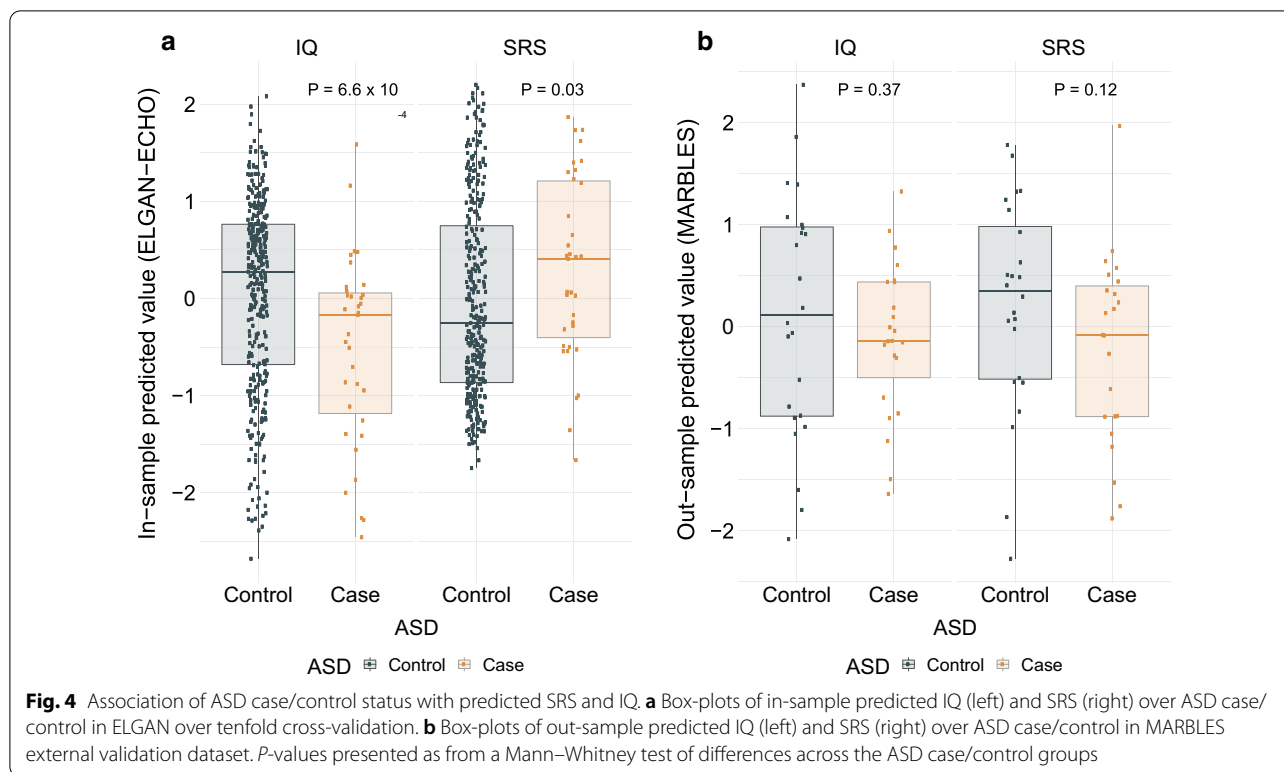 a
IQ
SRS
P = 6.6 x 10
-4
P = 0.03
In−sample predicted value (ELGAN−ECHO)
2
1
0
−1
−2
Control
Case
Control
Case
ASD
ASD Control Case
b
IQ
SRS
P = 0.37
P = 0.12
Out−sample predicted value (MARBLES)
2
1
0
−1
−2
Control
Case
Control
Case
ASD
ASD Control Case
Fig. 4 Association of ASD case/control status with predicted SRS and IQ. a Box-plots of in-sample predicted IQ (left) and SRS (right) over ASD case/
control in ELGAN over tenfold cross-validation. b Box-plots of out-sample predicted IQ (left) and SRS (right) over ASD case/control in MARBLES
external validation dataset. P-values presented as from a Mann–Whitney test of differences across the ASD case/control groups